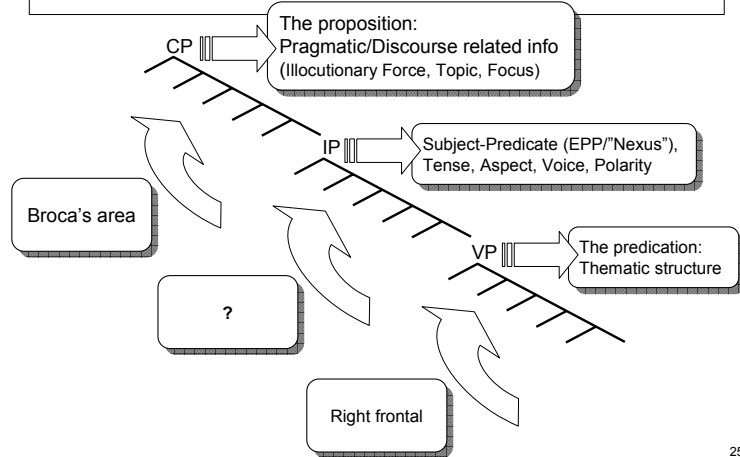 The proposition:
CP
Pragmatic/Discourse related info
(Illocutionary Force, Topic, Focus)
IP
Subject-Predicate (EPP/"Nexus"),
Tense, Aspect, Voice, Polarity
Broca's area
VP
The predication:
Thematic structure
?
Right frontal
25